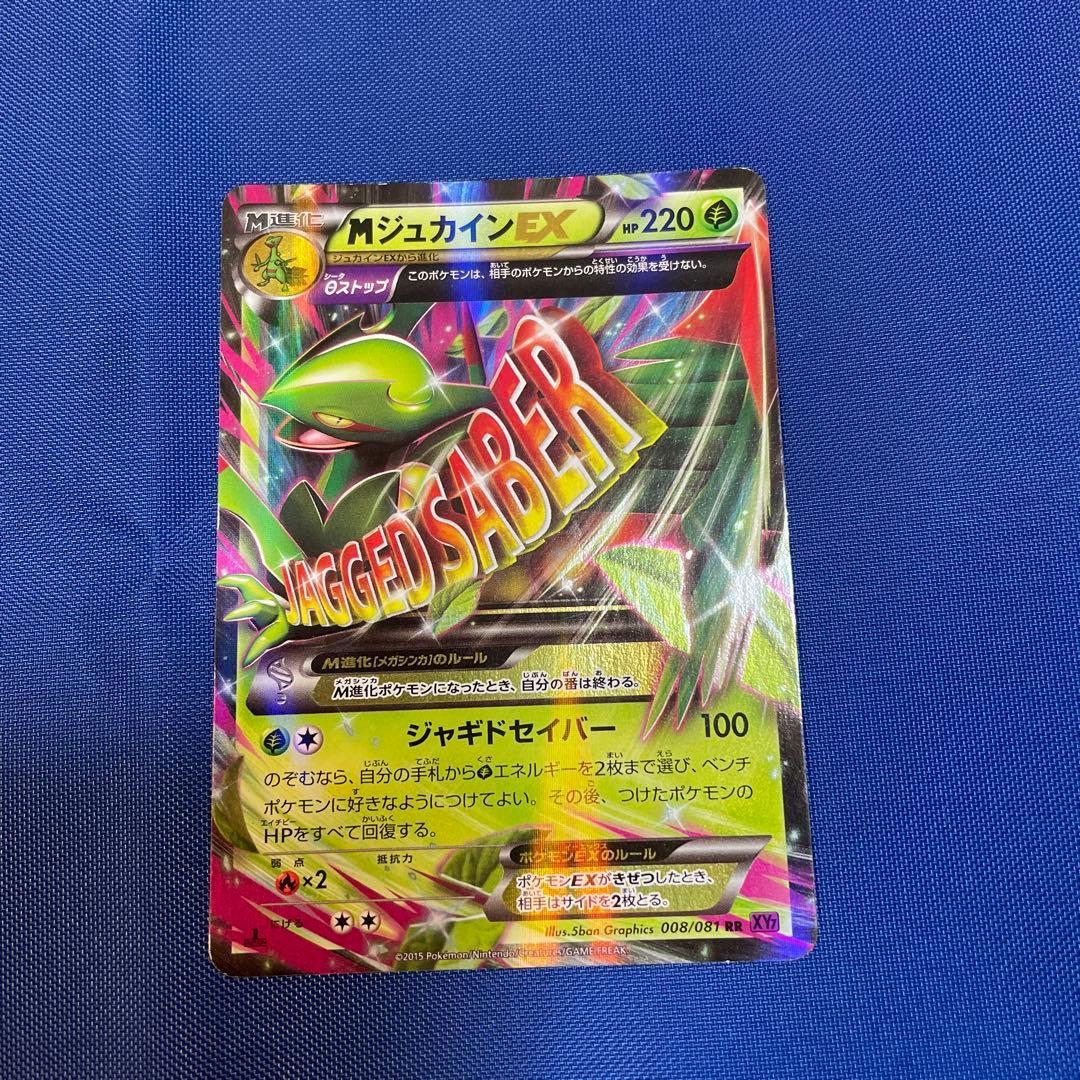 M進化
MジュカインEX
HP220
ジュカインEXから進化
シータ
θストップ
このポケモンは、相手のポケモンからの特性の効果を受けない。
JAGGED SABER
M進化[メガシンカ]のルール
M進化ポケモンになったとき、自分の番は終わる。
ジャギドセイバー 100
のぞむなら、自分の手札からエネルギーを2枚まで選び、ベンチ
ポケモンに好きなようにつけてよい。その後、つけたポケモンの
HPをすべて回復する。
弱点 抵抗力
×2
ポケモンEXのルール
ポケモンEXがきぜつしたとき、
相手はサイドを2枚とる。
にげる
Illus.5ban Graphics 008/081 RR XY7
©2015 Pokémon/Nintendo/Creatures/GAME FREAK.